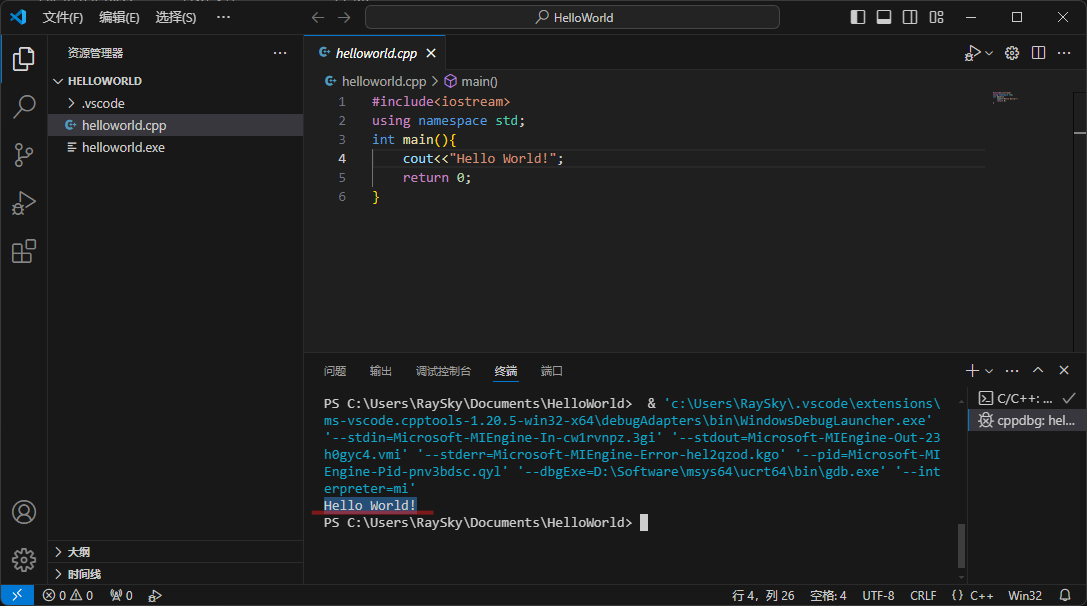 文件(F) 编辑(E) 选择(S) ··· HelloWorld
资源管理器 ···
HELLOWORLD
.vscode
helloworld.cpp
helloworld.exe
大纲
时间线
helloworld.cpp
helloworld.cpp > main()
1 #include<iostream>
2 using namespace std;
3 int main(){
4 cout<<"Hello World!";
5 return 0;
6 }
问题 输出 调试控制台 终端 端口
PS C:\Users\RaySky\Documents\HelloWorld>  & 'c:\Users\RaySky\.vscode\extensions\
ms-vscode.cpptools-1.20.5-win32-x64\debugAdapters\bin\WindowsDebugLauncher.exe'
'--stdin=Microsoft-MIEngine-In-cw1rvnpz.3gi' '--stdout=Microsoft-MIEngine-Out-23
h0gyc4.vmi' '--stderr=Microsoft-MIEngine-Error-hel2qzod.kgo' '--pid=Microsoft-MI
Engine-Pid-pnv3bdsc.qyl' '--dbgExe=D:\Software\msys64\ucrt64\bin\gdb.exe' '--int
erpreter=mi'
Hello World!
PS C:\Users\RaySky\Documents\HelloWorld>
C/C++: ...
cppdbg: hel...
0 0 0 行 4，列 26 空格: 4 UTF-8 CRLF {} C++ Win32